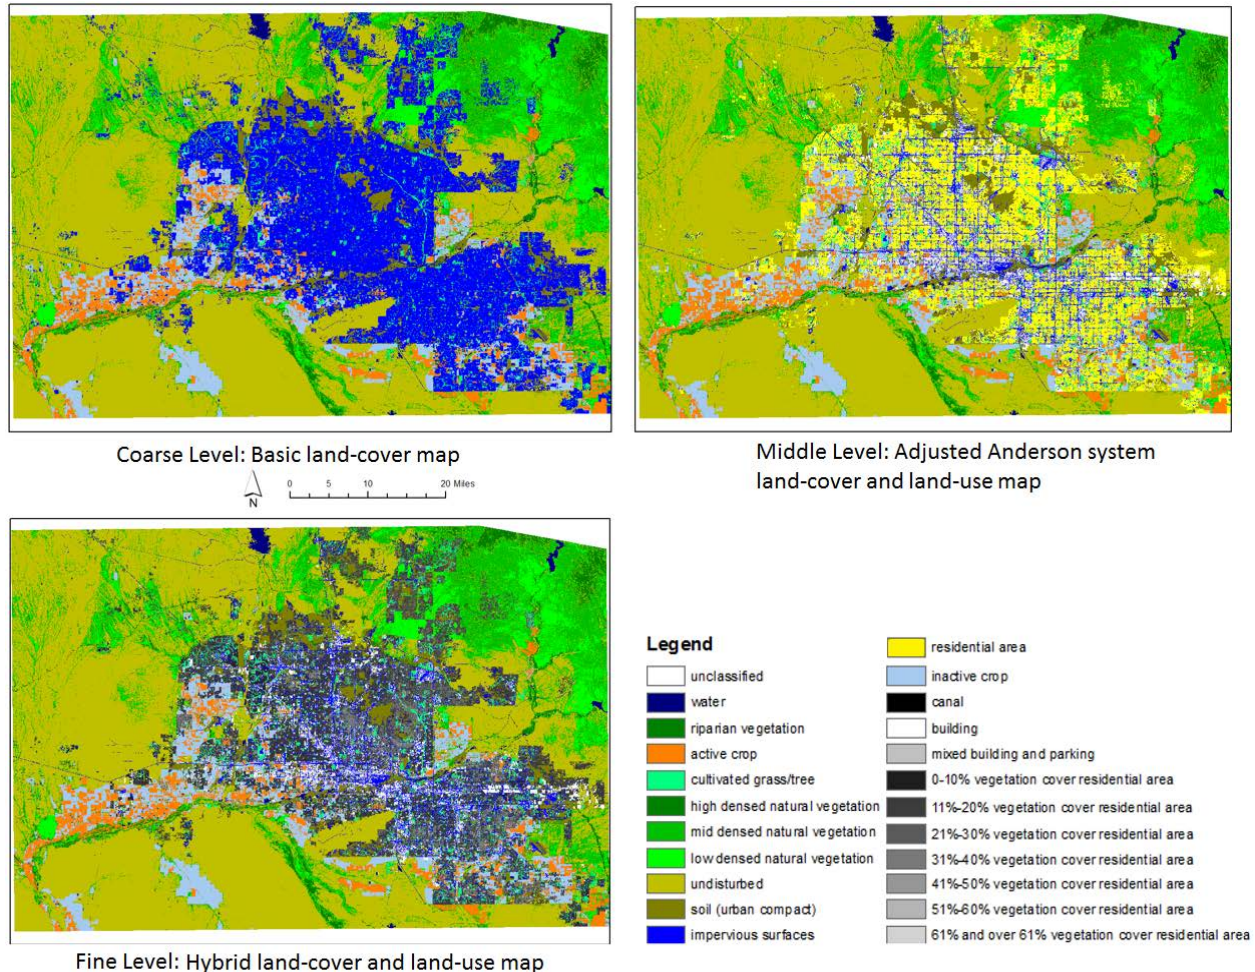 Coarse Level: Basic land-cover map
Middle Level: Adjusted Anderson system
land-cover and land-use map
N
0 5 10 20 Miles
Legend
unclassified
water
riparian vegetation
active crop
cultivated grass/tree
high densed natural vegetation
mid densed natural vegetation
low densed natural vegetation
undisturbed
soil (urban compact)
impervious surfaces
residential area
inactive crop
canal
building
mixed building and parking
0-10% vegetation cover residential area
11%-20% vegetation cover residential area
21%-30% vegetation cover residential area
31%-40% vegetation cover residential area
41%-50% vegetation cover residential area
51%-60% vegetation cover residential area
61% and over 61% vegetation cover residential area
Fine Level: Hybrid land-cover and land-use map